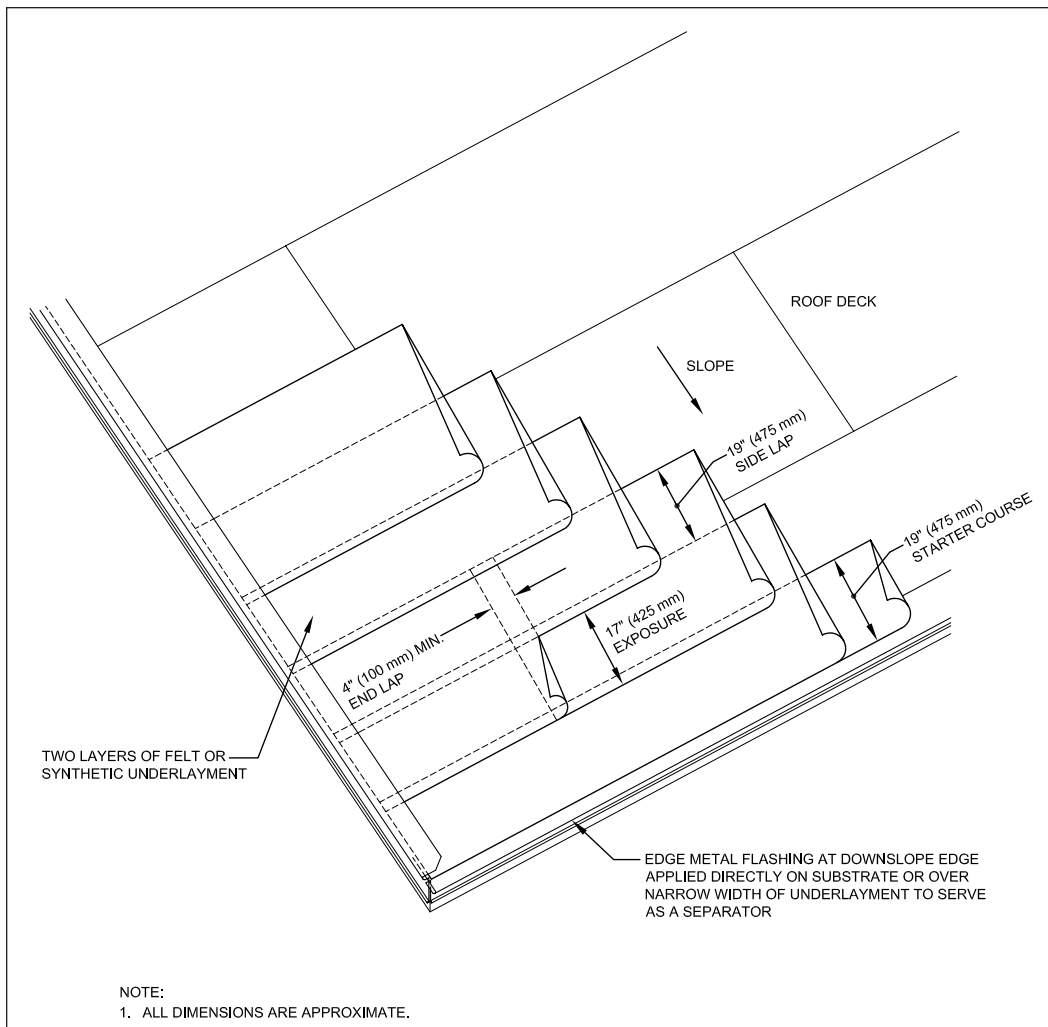 ROOF DECK
SLOPE
19" (475 mm)
SIDE LAP
19" (475 mm)
STARTER COURSE
17" (425 mm)
EXPOSURE
4" (100 mm) MIN.
END LAP
TWO LAYERS OF FELT OR
SYNTHETIC UNDERLAYMENT
EDGE METAL FLASHING AT DOWNSLOPE EDGE
APPLIED DIRECTLY ON SUBSTRATE OR OVER
NARROW WIDTH OF UNDERLAYMENT TO SERVE
AS A SEPARATOR
NOTE:
1. ALL DIMENSIONS ARE APPROXIMATE.